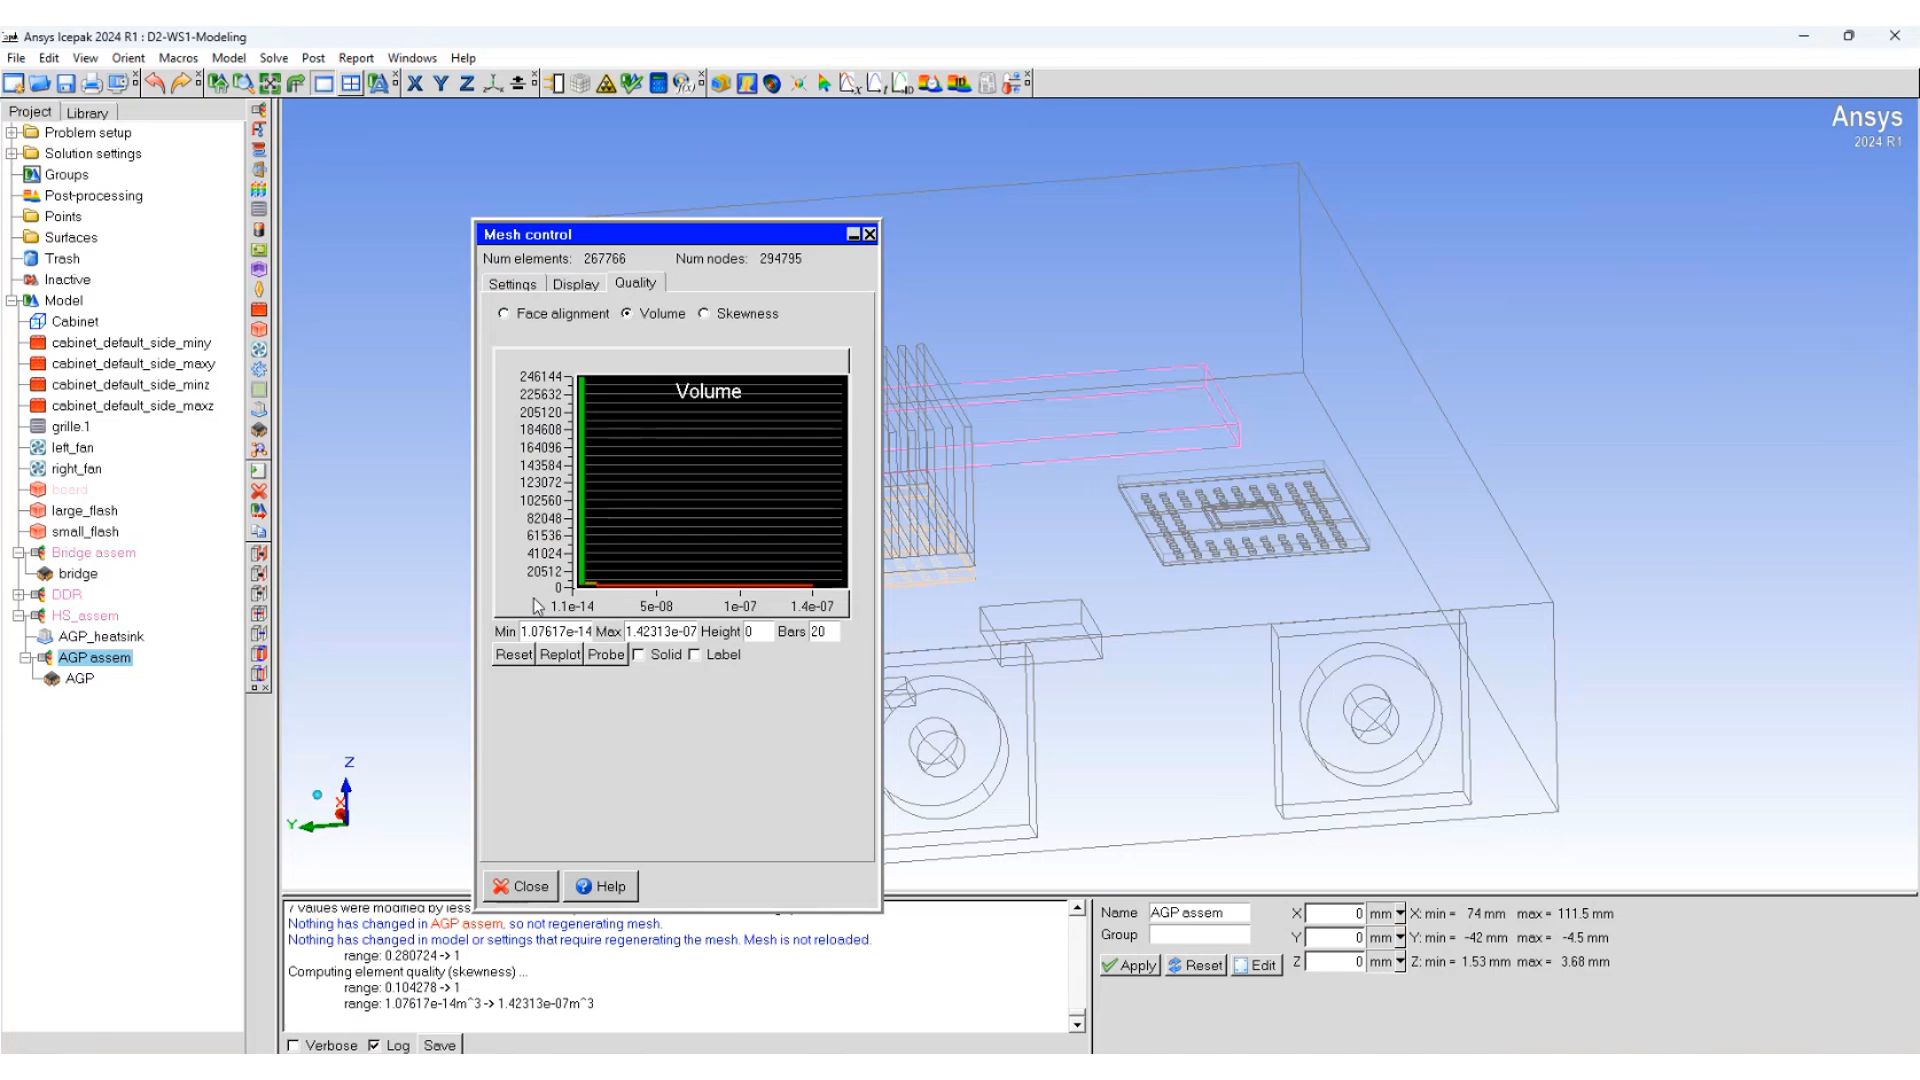 Ansys Icepak 2024 R1 : D2-WS1-Modeling
File Edit View Orient Macros Model Solve Post Report Windows Help
X Y Z
Project Library
Problem setup
Solution settings
Groups
Post-processing
Points
Surfaces
Trash
Inactive
Model
Cabinet
cabinet_default_side_miny
cabinet_default_side_maxy
cabinet_default_side_minz
cabinet_default_side_maxz
grille.1
left_fan
right_fan
board
large_flash
small_flash
Bridge assem
bridge
DDR
HS_assem
AGP_heatsink
AGP assem
AGP
Ansys
2024 R1
Mesh control
Num elements: 267766 Num nodes: 294795
Settings Display Quality
Face alignment Volume Skewness
Volume
246144
225632
205120
184608
164096
143584
123072
102560
82048
61536
41024
20512
0
1.1e-14 5e-08 1e-07 1.4e-07
Min 1.07617e-14 Max 1.42313e-07 Height 0 Bars 20
Reset Replot Probe Solid Label
Close Help
Z
X
Y
7 values were modified by less
Nothing has changed in AGP assem, so not regenerating mesh.
Nothing has changed in model or settings that require regenerating the mesh. Mesh is not reloaded.
range: 0.280724 -> 1
Computing element quality (skewness) ...
range: 0.104278 -> 1
range: 1.07617e-14m^3 -> 1.42313e-07m^3
Verbose Log Save
Name AGP assem X 0 mm X: min = 74 mm max = 111.5 mm
Group Y 0 mm Y: min = -42 mm max = -4.5 mm
Apply Reset Edit Z 0 mm Z: min = 1.53 mm max = 3.68 mm